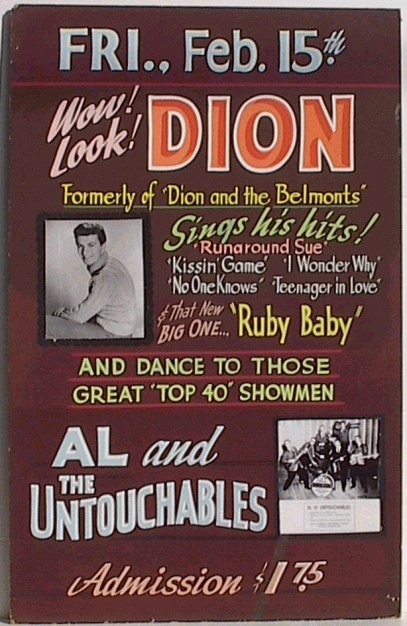 FRI., Feb. 15th
Wow!
Look!
DION
Formerly of "Dion and the Belmonts"
Sings his hits!
"Runaround Sue"
"Kissin' Game" "I Wonder Why"
"No One Knows" "Teenager in Love"
& That New
BIG ONE... "Ruby Baby"
AND DANCE TO THOSE
GREAT "TOP 40" SHOWMEN
AL and
THE
UNTOUCHABLES
AL & UNTOUCHABLES
Admission $1.75